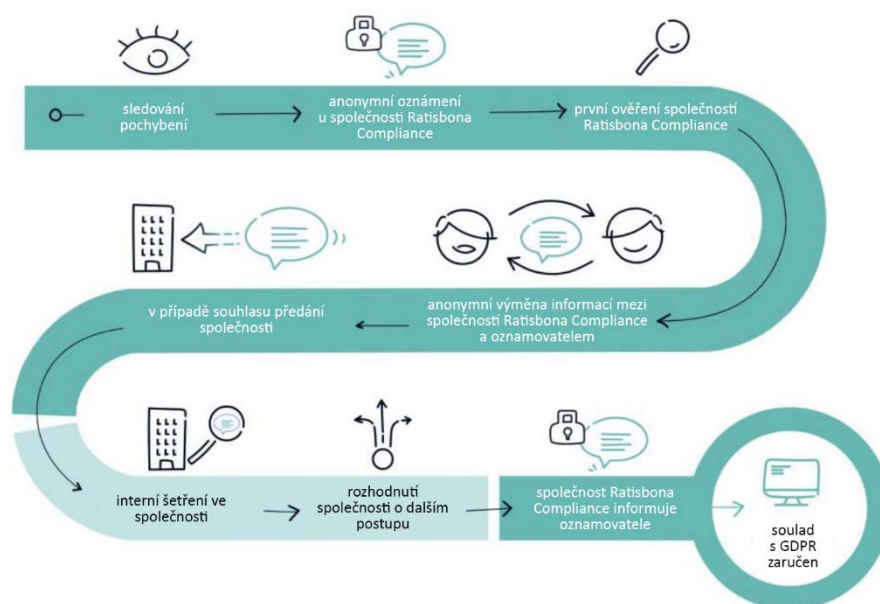 sledování
pochybení
anonymní oznámení
u společnosti Ratisbona
Compliance
první ověření společností
Ratisbona Compliance
v případě souhlasu předání
společnosti
anonymní výměna informací mezi
společností Ratisbona Compliance
a oznamovatelem
interní šetření ve
společnosti
rozhodnutí
společnosti o dalším
postupu
společnost Ratisbona
Compliance informuje
oznamovatele
soulad
s GDPR
zaručen